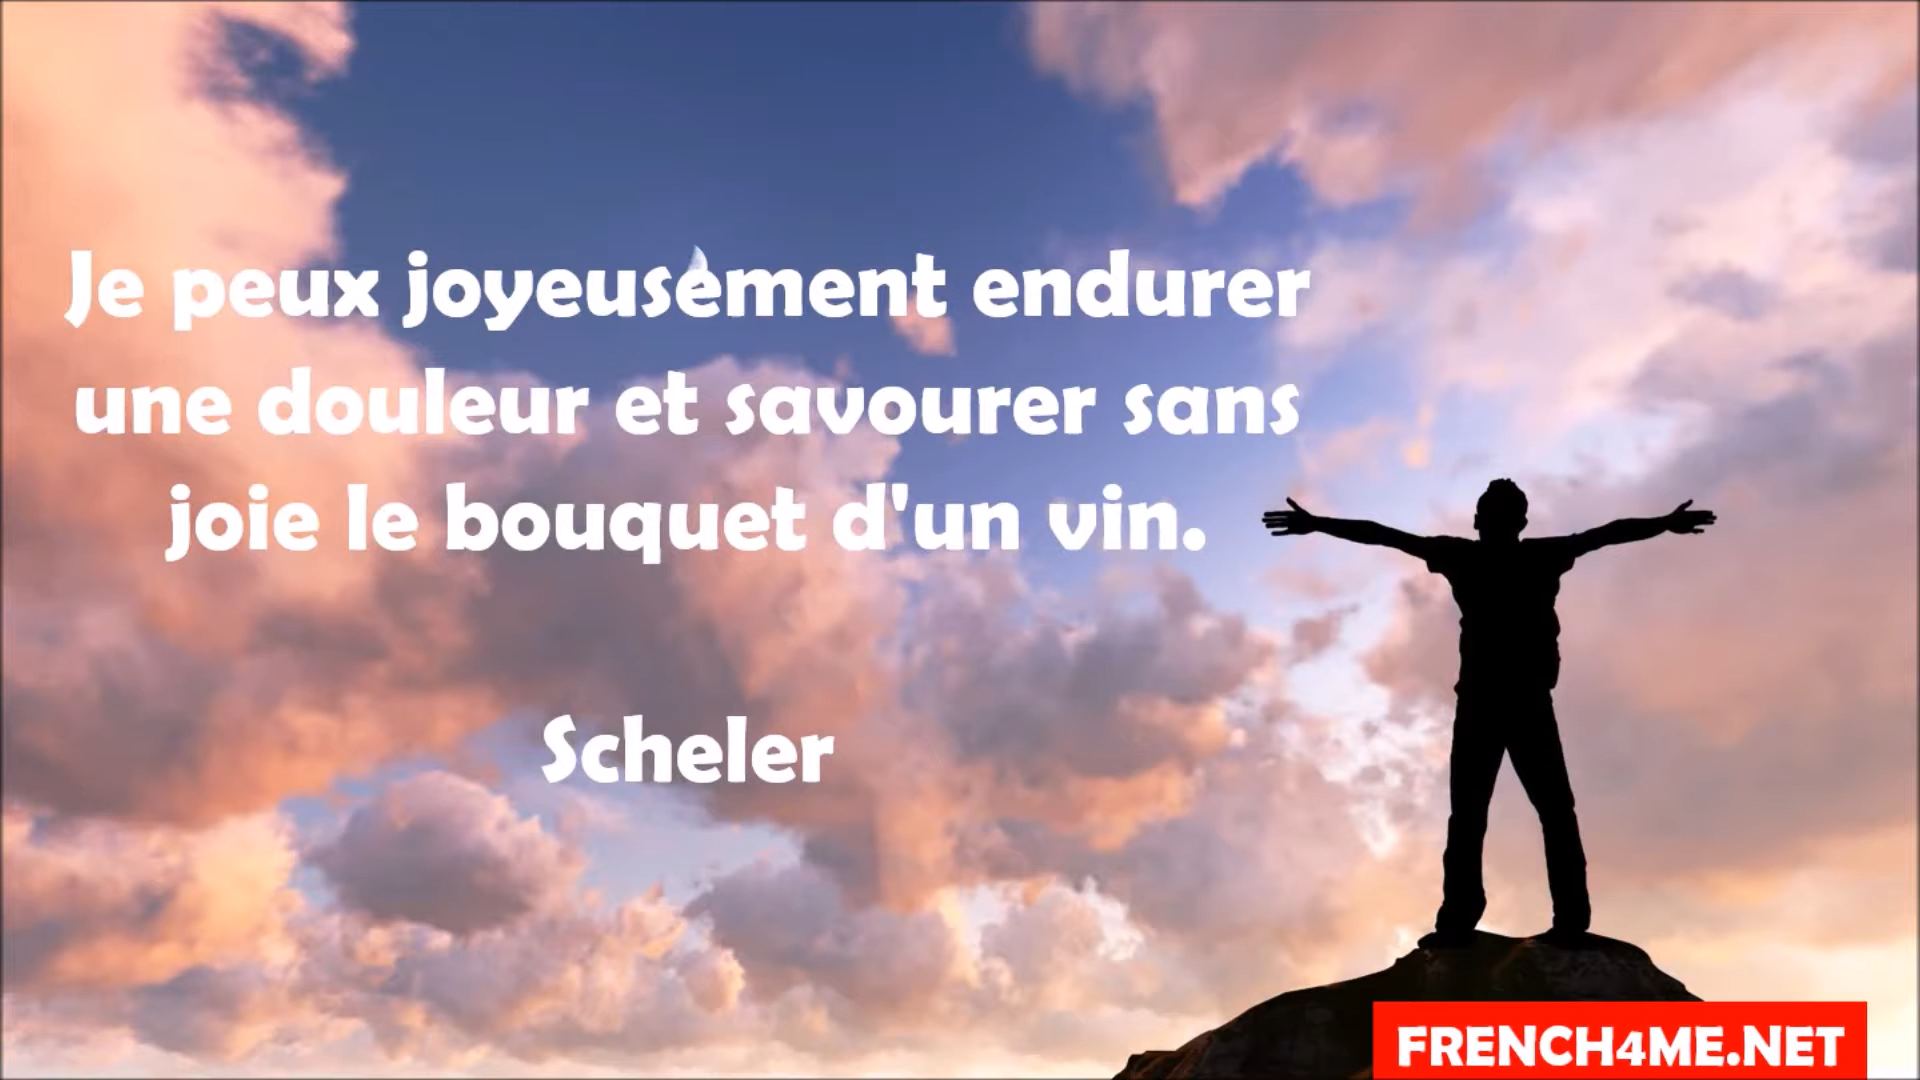 Je peux joyeusement endurer
une douleur et savourer sans
joie le bouquet d'un vin.
Scheler
FRENCH4ME.NET